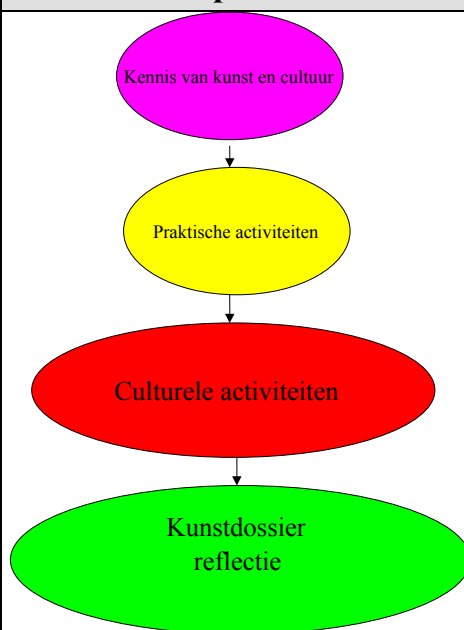 Kennis van kunst en cultuur
Praktische activiteiten
Culturele activiteiten
Kunstdossier
reflectie